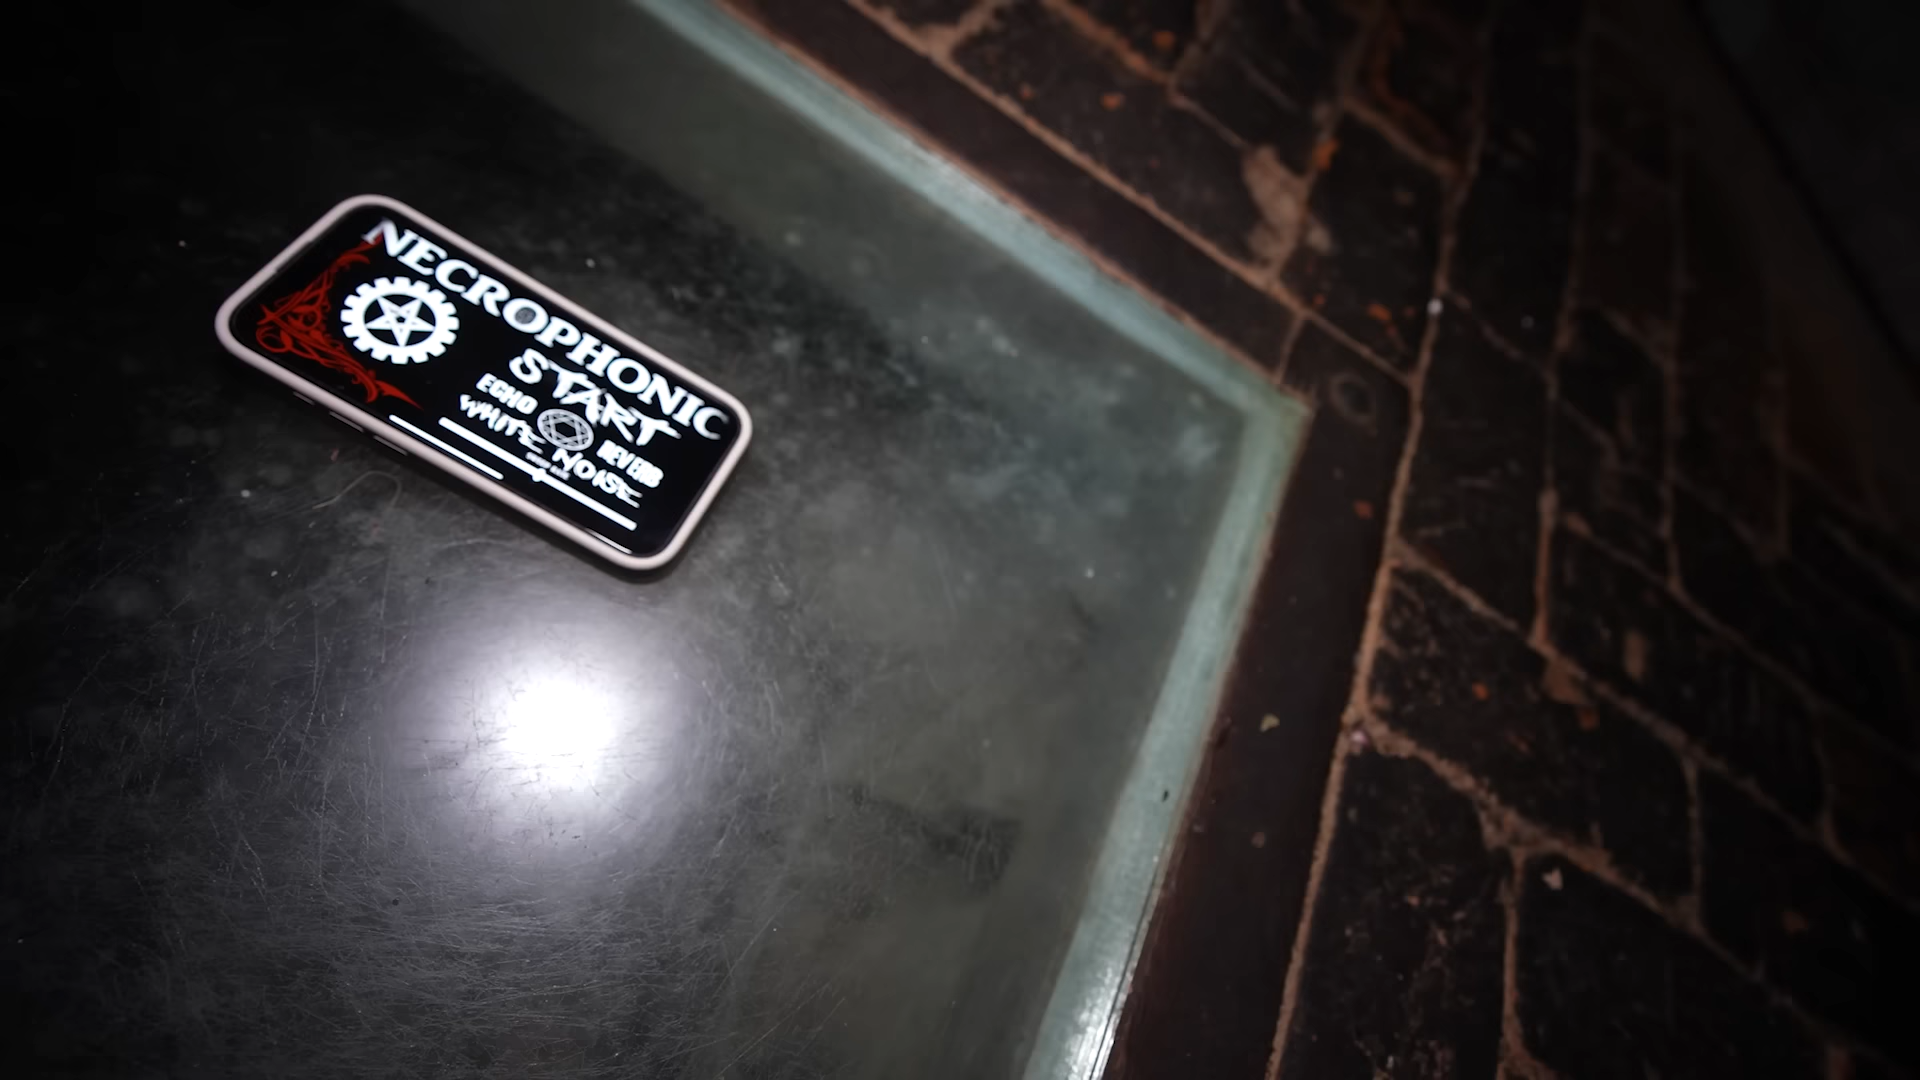 NECROPHONIC
START
ECHO
REVERB
WHITE NOISE